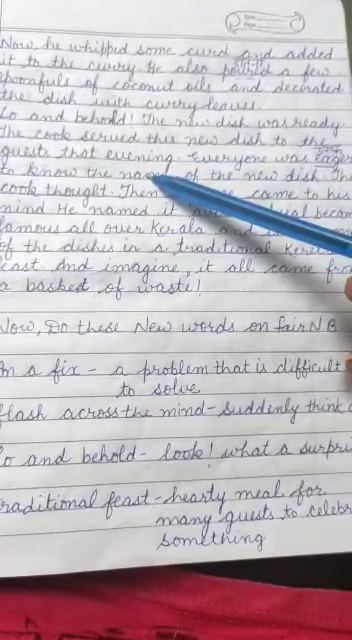 Now, he whipped some curd and added
it to the curry. He also poured a few
spoonfuls of coconut oils and decorated
the dish with curry leaves.
Lo and behold! The new dish was ready.
The cook served this new dish to the
guests that evening. Everyone was eager
to know the name of the new dish. The
cook thought. Then came to his
mind. He named it becam
famous all over Kerala and
of the dishes in a traditional Kerala
east. And imagine, it all came from
a basket of waste!
Now, Do these New words on fair N.B.
In a fix - a problem that is difficult
to solve
flash across the mind - suddenly think
Lo and behold - look! what a surpri
raditional feast - hearty meal for
many guests to celebr
something